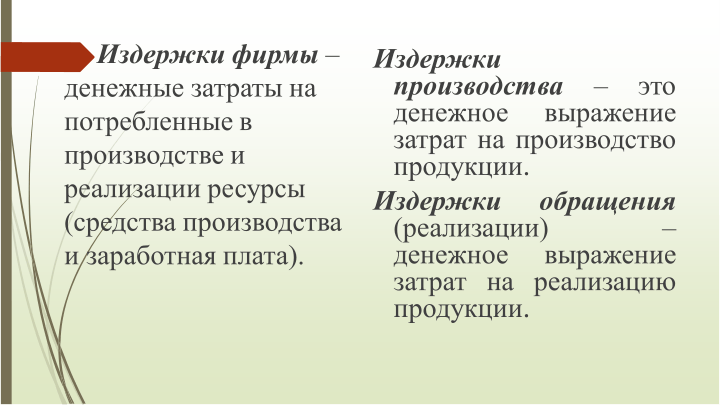 Издержки фирмы –
денежные затраты на
потребленные в
производстве и
реализации ресурсы
(средства производства
и заработная плата).
Издержки
производства – это
денежное выражение
затрат на производство
продукции.
Издержки обращения
(реализации) –
денежное выражение
затрат на реализацию
продукции.